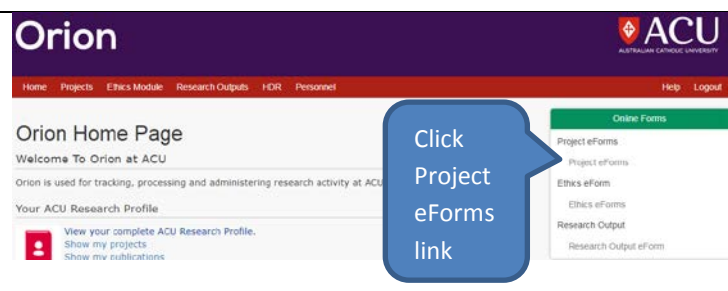 Orion
ACU
AUSTRALIAN CATHOLIC UNIVERSITY
Home Projects Ethics Module Research Outputs HDR Personnel Help Logout
Orion Home Page
Welcome To Orion at ACU
Orion is used for tracking, processing and administering research activity at ACU
Your ACU Research Profile
View your complete ACU Research Profile.
Show my projects
Show my publications
Click
Project
eForms
link
Online Forms
Project eForms
Project eForms
Ethics eForm
Ethics eForms
Research Output
Research Output eForm